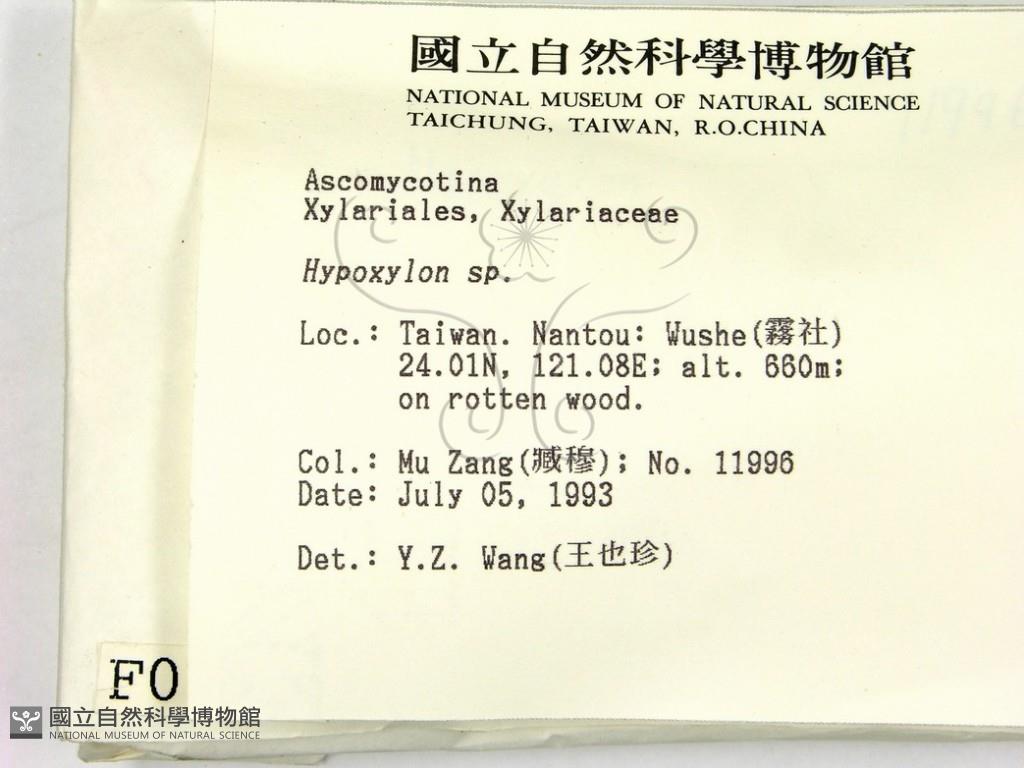 國立自然科學博物館
NATIONAL MUSEUM OF NATURAL SCIENCE
TAICHUNG, TAIWAN, R.O.CHINA
Ascomycotina
Xylariales, Xylariaceae
Hypoxylon sp.
Loc.: Taiwan. Nantou: Wushe(霧社)
24.01N, 121.08E; alt. 660m;
on rotten wood.
Col.: Mu Zang(臧穆); No. 11996
Date: July 05, 1993
Det.: Y.Z. Wang(王也珍)
F0
國立自然科學博物館
NATIONAL MUSEUM OF NATURAL SCIENCE